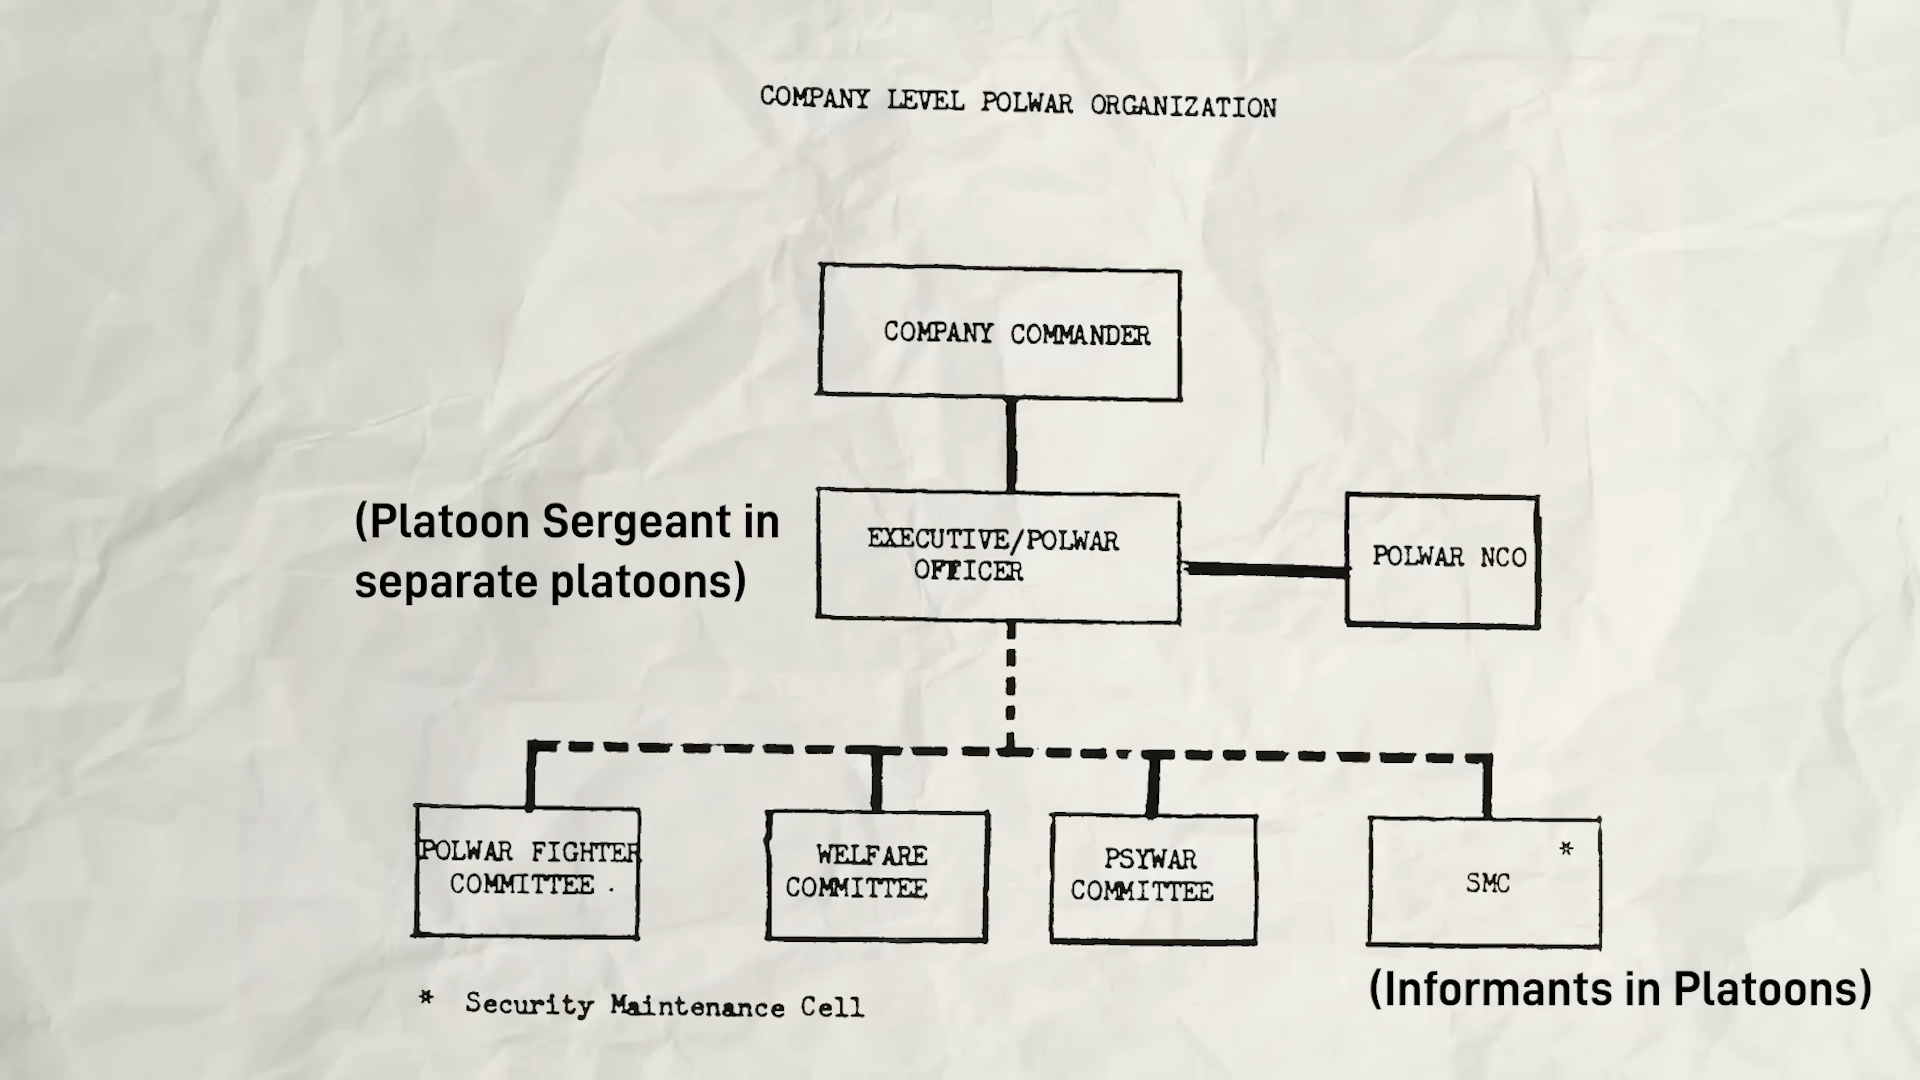 COMPANY LEVEL POLWAR ORGANIZATION
COMPANY COMMANDER
(Platoon Sergeant in
separate platoons)
EXECUTIVE/POLWAR
OFFICER
POLWAR NCO
POLWAR FIGHTER
COMMITTEE .
WELFARE
COMMITTEE
PSYWAR
COMMITTEE
*
SMC
(Informants in Platoons)
* Security Maintenance Cell